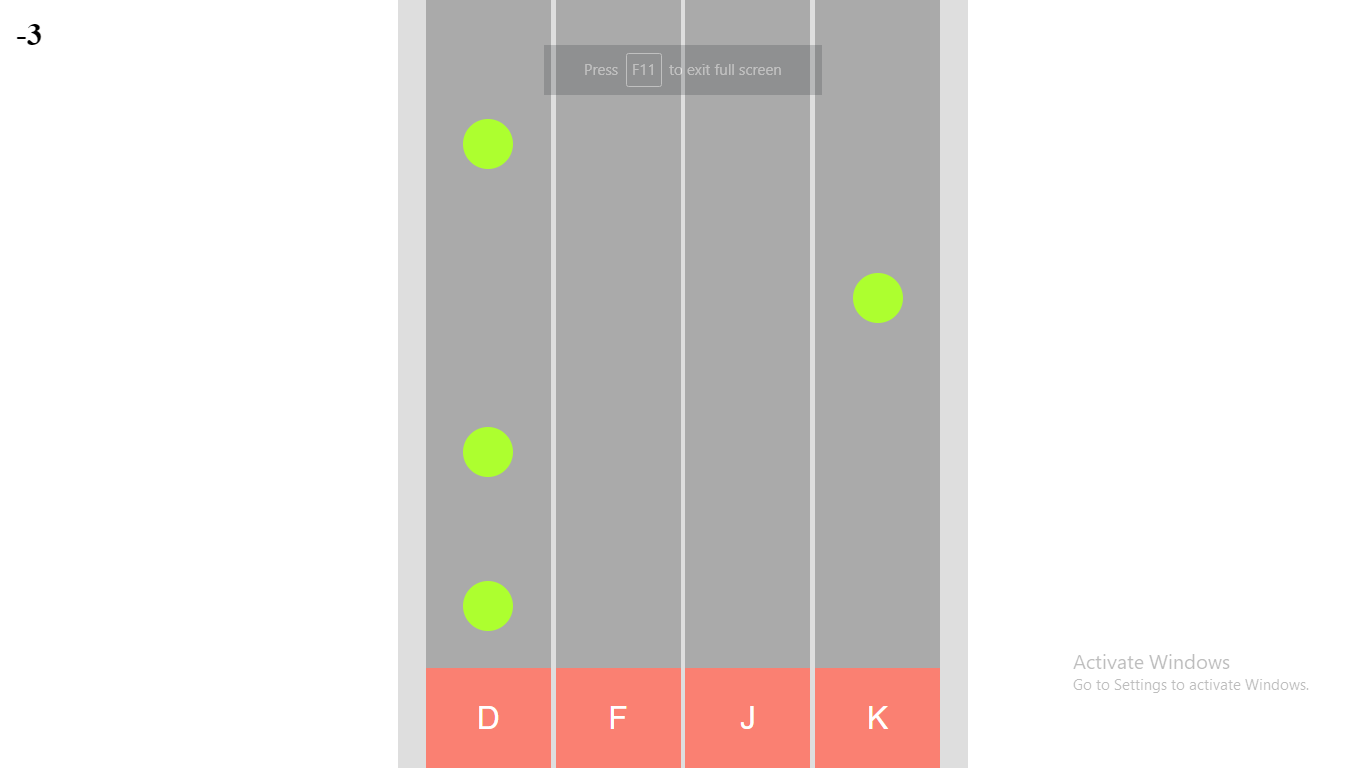 -3
Press F11 to exit full screen
Activate Windows
Go to Settings to activate Windows.
D F J K